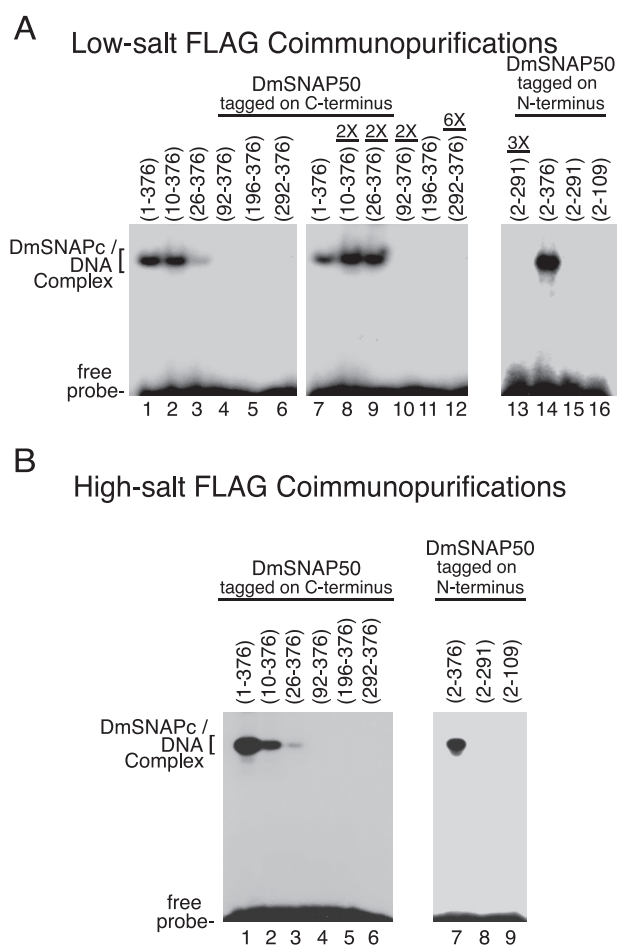 A
Low-salt FLAG Coimmunopurifications
DmSNAP50
tagged on C-terminus
DmSNAP50
tagged on
N-terminus
2X 2X 2X 6X
3X
(1-376) (10-376) (26-376) (92-376) (196-376) (292-376) (1-376) (10-376) (26-376) (92-376) (196-376) (292-376) (2-291) (2-376) (2-291) (2-109)
DmSNAPc /
DNA
Complex
free
probe-
1 2 3 4 5 6 7 8 9 10 11 12 13 14 15 16
B
High-salt FLAG Coimmunopurifications
DmSNAP50
tagged on C-terminus
DmSNAP50
tagged on
N-terminus
(1-376) (10-376) (26-376) (92-376) (196-376) (292-376) (2-376) (2-291) (2-109)
DmSNAPc /
DNA
Complex
free
probe-
1 2 3 4 5 6 7 8 9